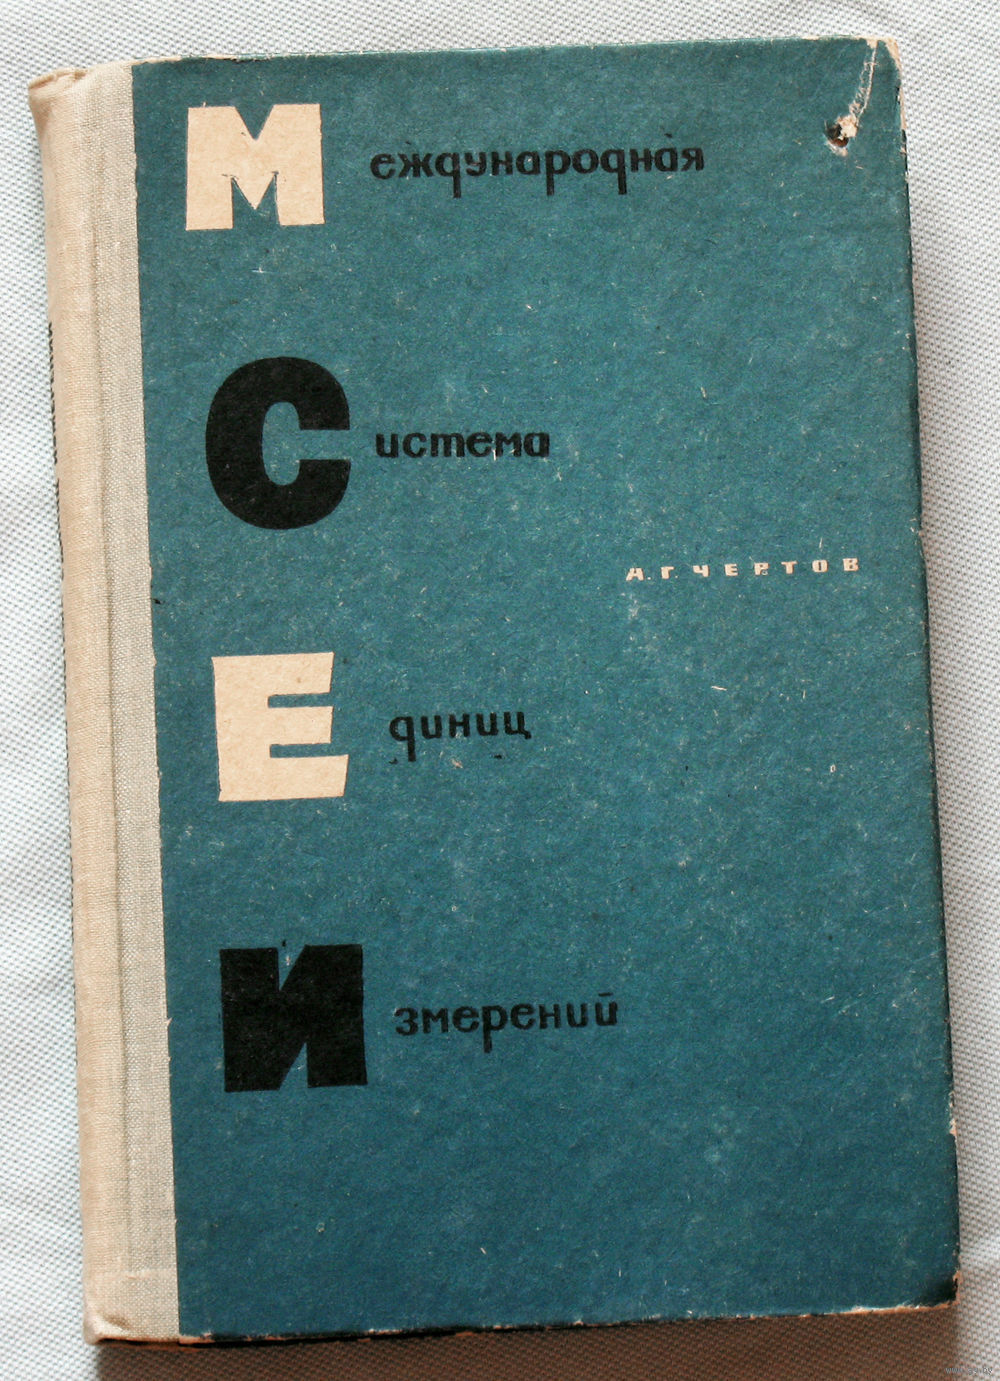 Международная
Система
А.Г.ЧЕРТОВ
Единиц
Измерений